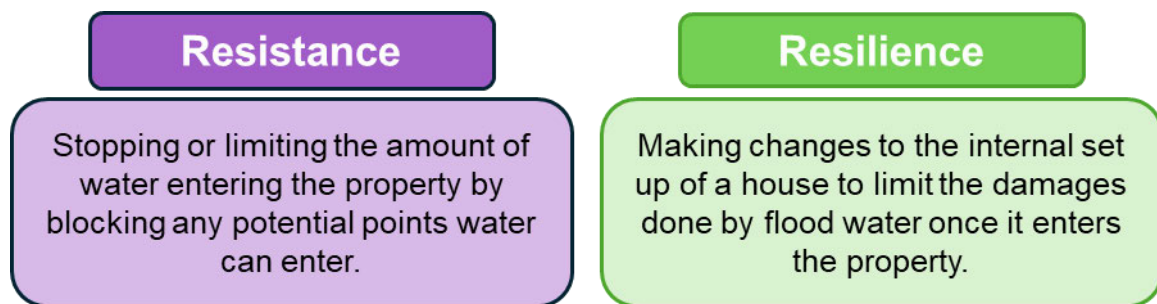 Resistance
Stopping or limiting the amount of
water entering the property by
blocking any potential points water
can enter.
Resilience
Making changes to the internal set
up of a house to limit the damages
done by flood water once it enters
the property.